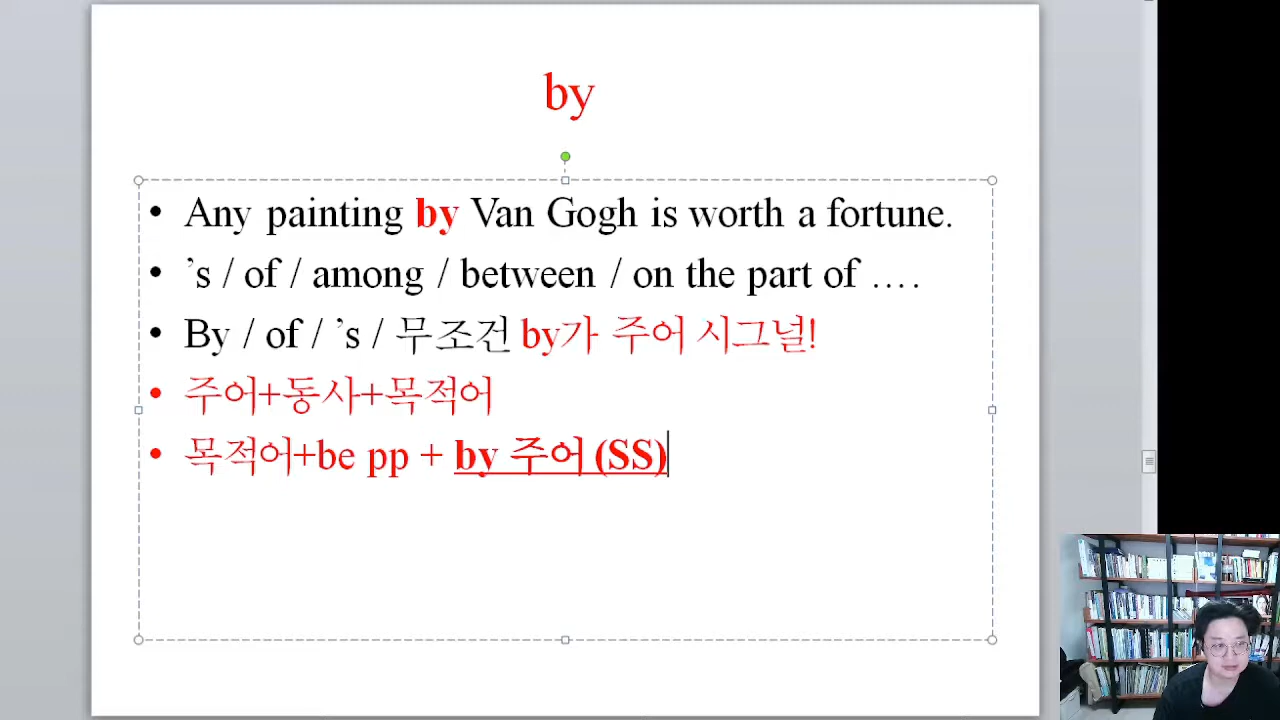 by
• Any painting by Van Gogh is worth a fortune.
• ’s / of / among / between / on the part of ….
• By / of / ’s / 무조건 by가 주어 시그널!
• 주어+동사+목적어
• 목적어+be pp + by 주어 (SS)